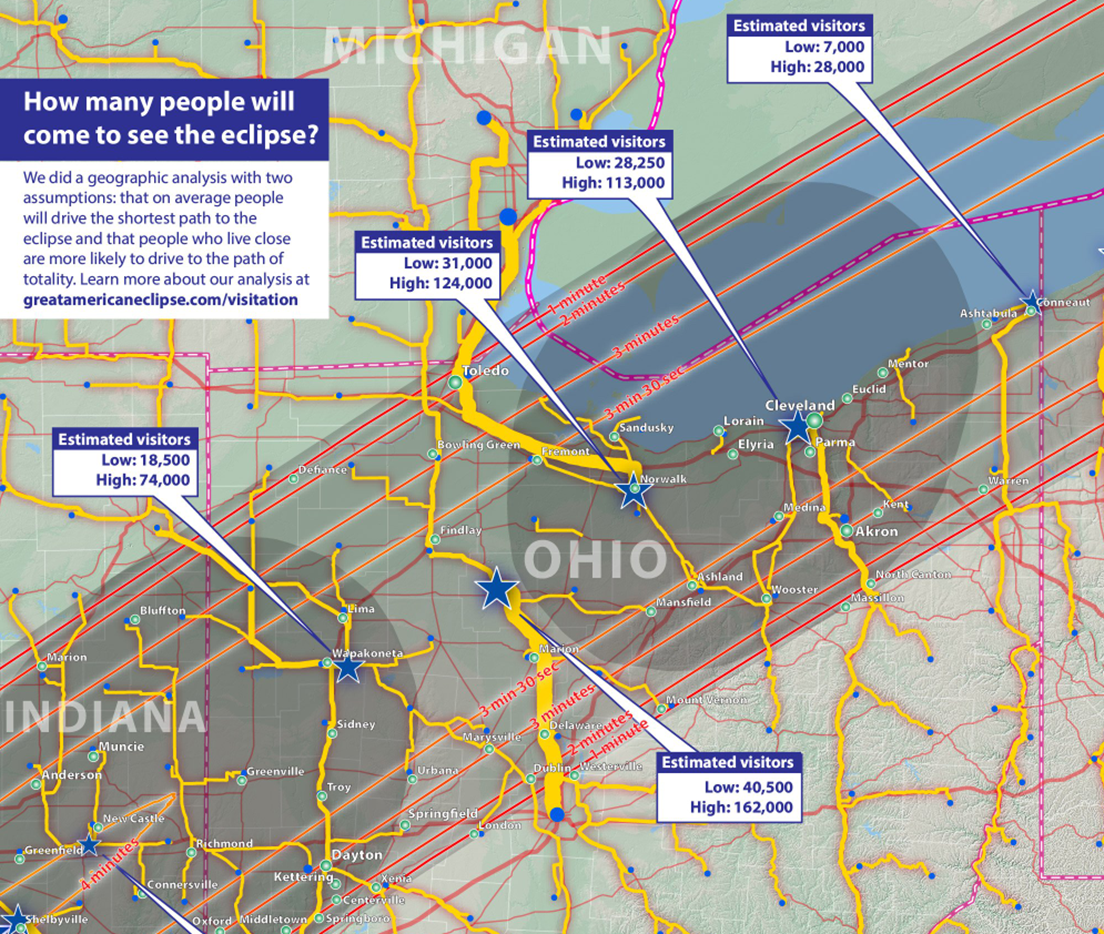 MICHIGAN
Estimated visitors
Low: 7,000
High: 28,000
How many people will
come to see the eclipse?
We did a geographic analysis with two
assumptions: that on average people
will drive the shortest path to the
eclipse and that people who live close
are more likely to drive to the path of
totality. Learn more about our analysis at
greatamericaneclipse.com/visitation
Estimated visitors
Low: 28,250
High: 113,000
Estimated visitors
Low: 31,000
High: 124,000
1 minute
2 minutes
3 minutes
3 min 30 sec
Conneaut
Ashtabula
Toledo
Mentor
Euclid
Cleveland
Lorain
Sandusky
Elyria
Parma
Estimated visitors
Low: 18,500
High: 74,000
Bowling Green
Fremont
Defiance
Norwalk
Warren
Medina
Kent
Findlay
Akron
OHIO
Ashland
North Canton
Wooster
Massillon
Bluffton
Lima
Mansfield
Marion
Wapakoneta
Marion
3 min 30 sec
Mount Vernon
INDIANA
Sidney
3 minutes
Delaware
2 minutes
1 minute
Marysville
Muncie
Estimated visitors
Low: 40,500
High: 162,000
Anderson
Greenville
Urbana
Dublin
Westerville
Troy
New Castle
Springfield
London
Greenfield
Richmond
4 minutes
Dayton
Kettering
Connersville
Xenia
Centerville
Shelbyville
Oxford
Middletown
Springboro